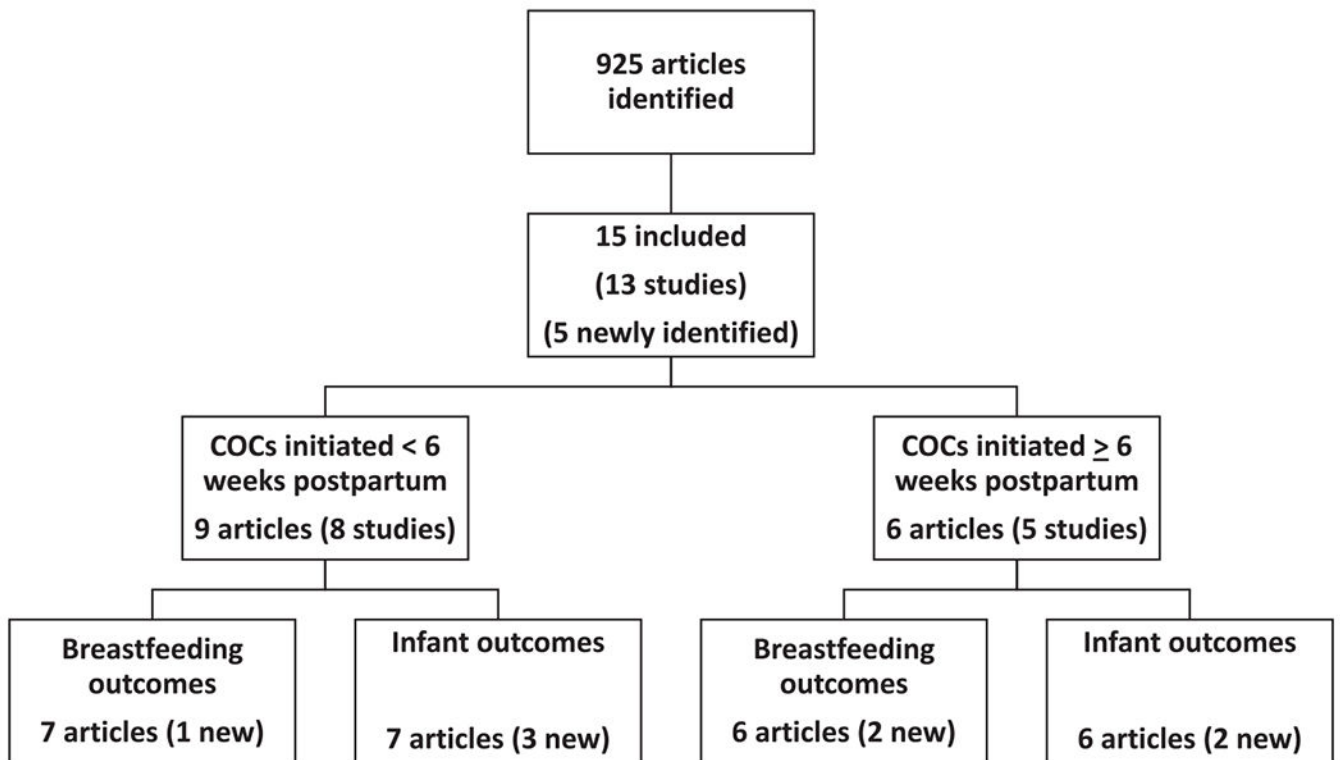 925 articles
identified
15 included
(13 studies)
(5 newly identified)
COCs initiated < 6
weeks postpartum
9 articles (8 studies)
COCs initiated ≥ 6
weeks postpartum
6 articles (5 studies)
Breastfeeding
outcomes
7 articles (1 new)
Infant outcomes
7 articles (3 new)
Breastfeeding
outcomes
6 articles (2 new)
Infant outcomes
6 articles (2 new)